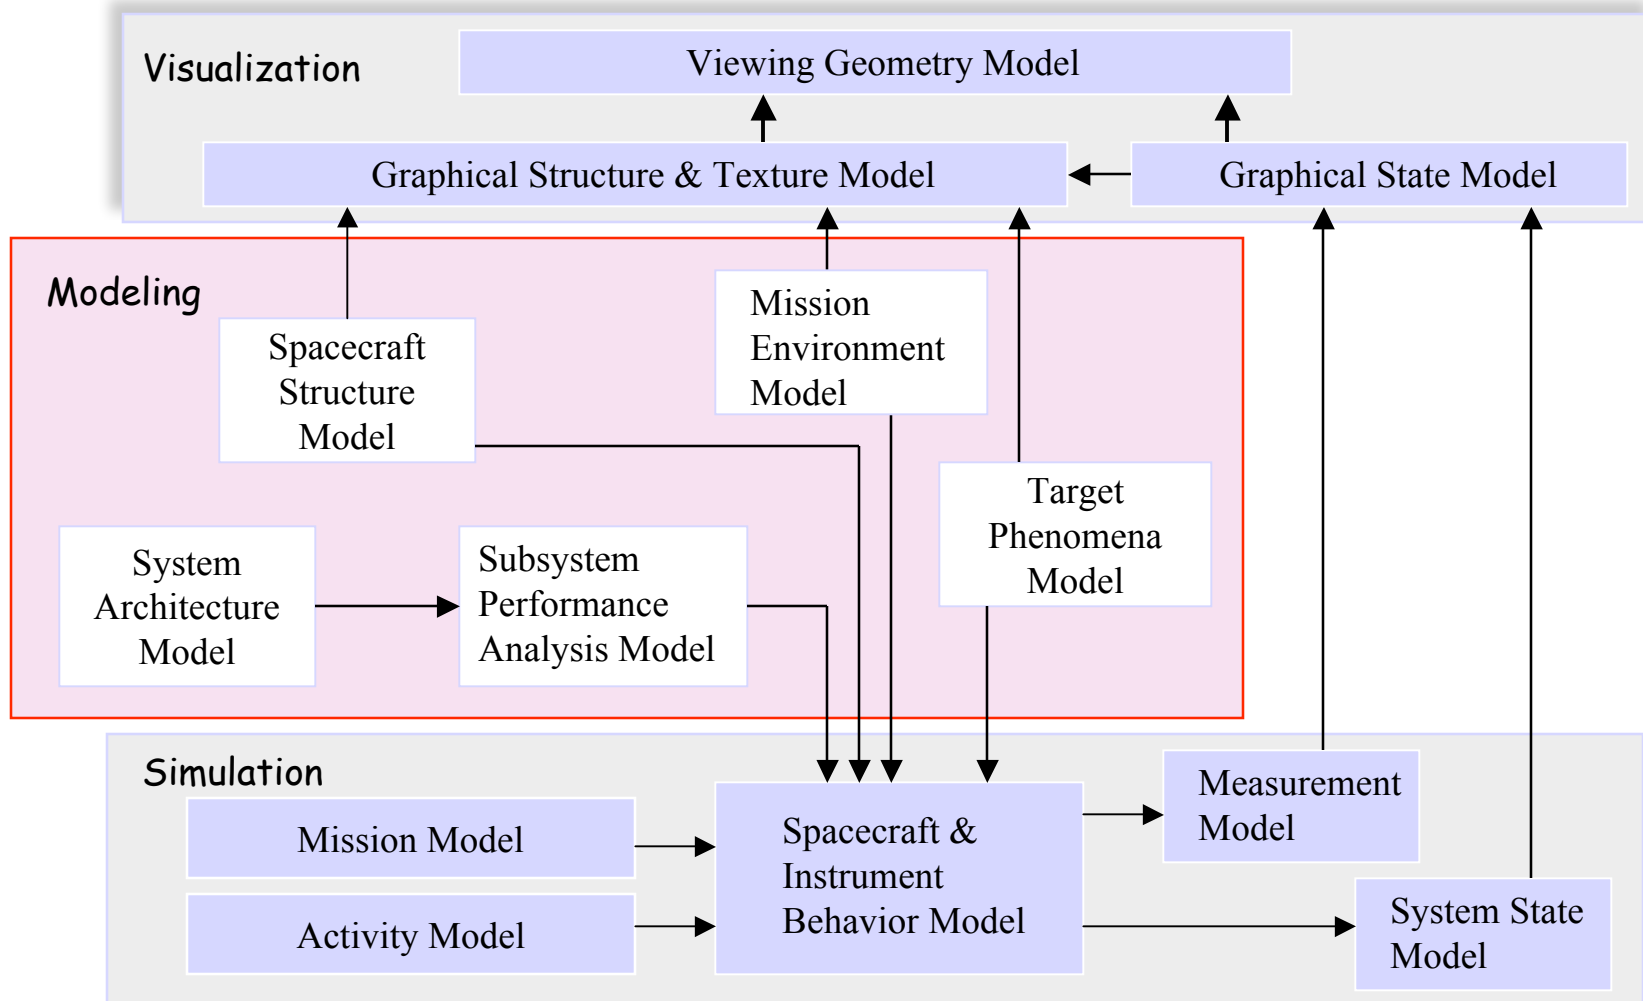 Visualization
Viewing Geometry Model
Graphical Structure & Texture Model
Graphical State Model
Modeling
Spacecraft
Structure
Model
Mission
Environment
Model
Target
Phenomena
Model
System
Architecture
Model
Subsystem
Performance
Analysis Model
Simulation
Mission Model
Activity Model
Spacecraft &
Instrument
Behavior Model
Measurement
Model
System State
Model